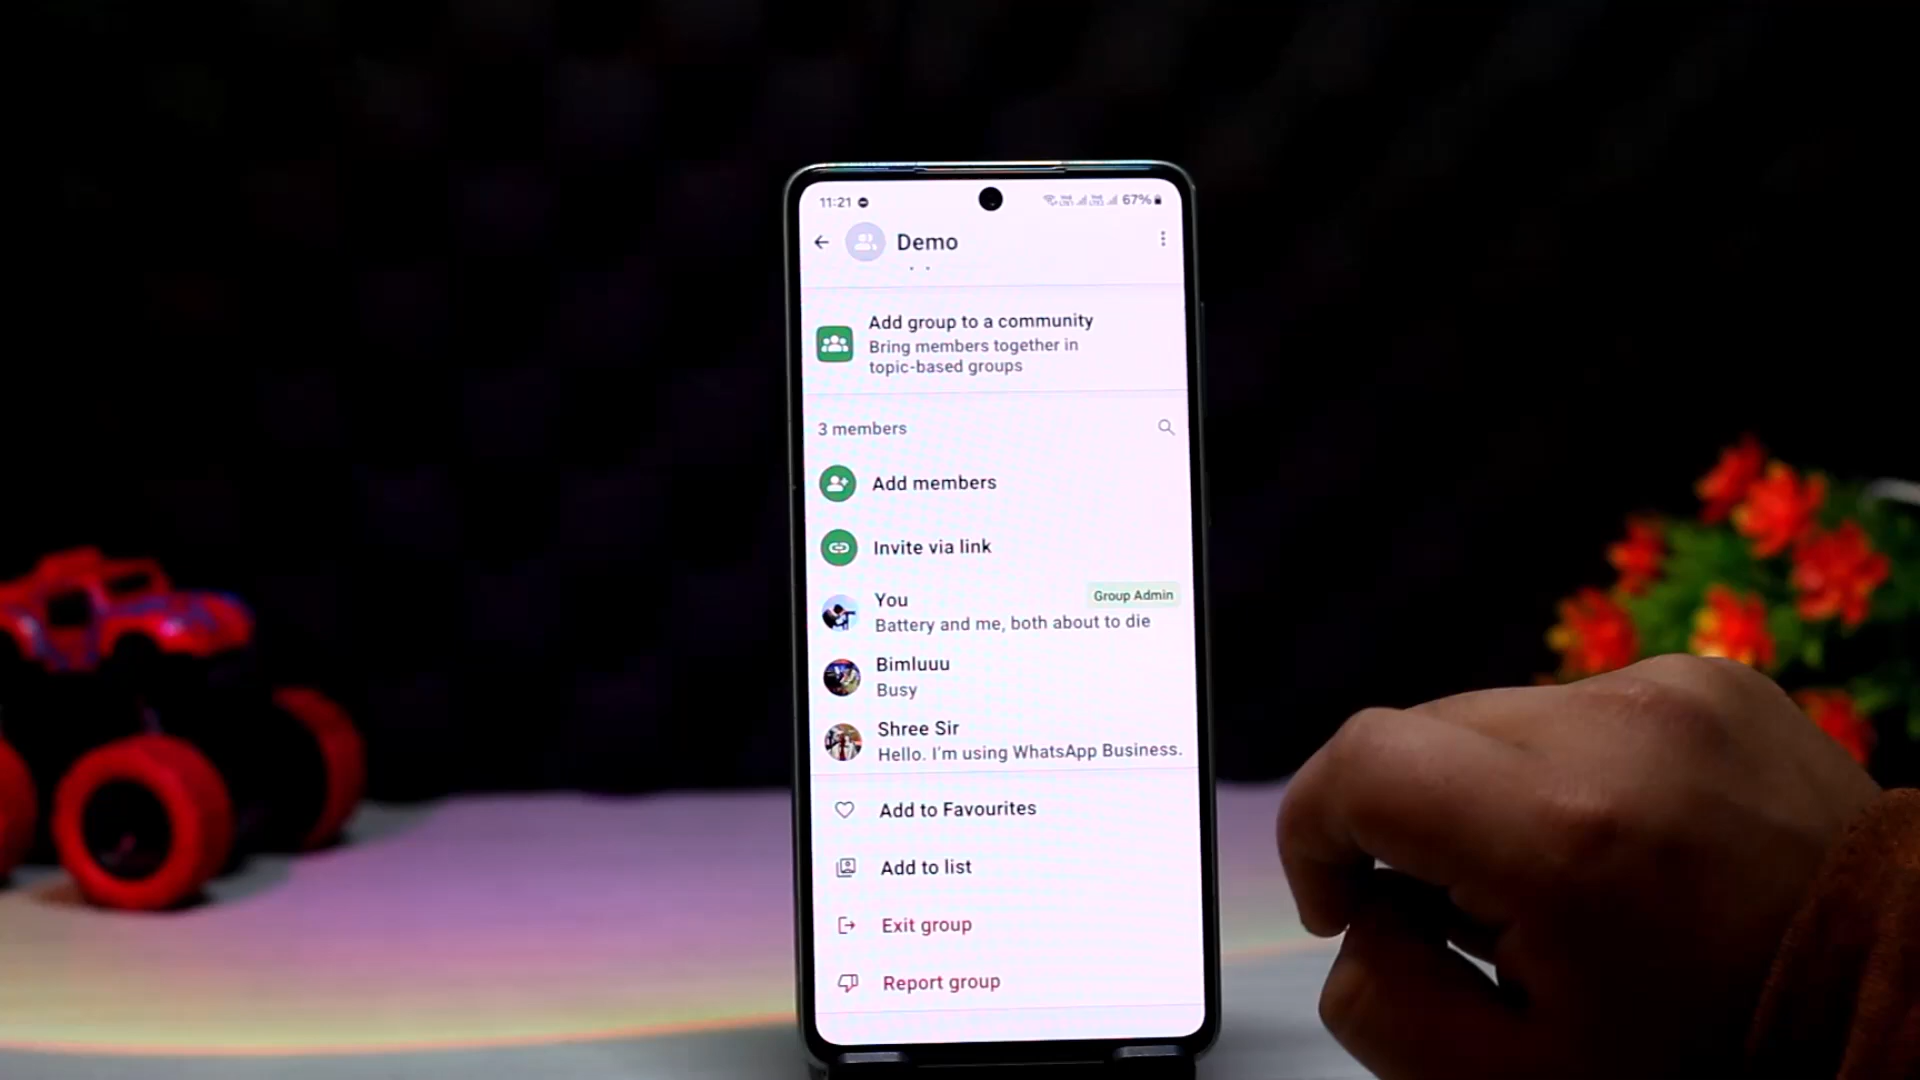 11:21
67%
Demo
Add group to a community
Bring members together in
topic-based groups
3 members
Add members
Invite via link
You
Group Admin
Battery and me, both about to die
Bimluuu
Busy
Shree Sir
Hello. I'm using WhatsApp Business.
Add to Favourites
Add to list
Exit group
Report group